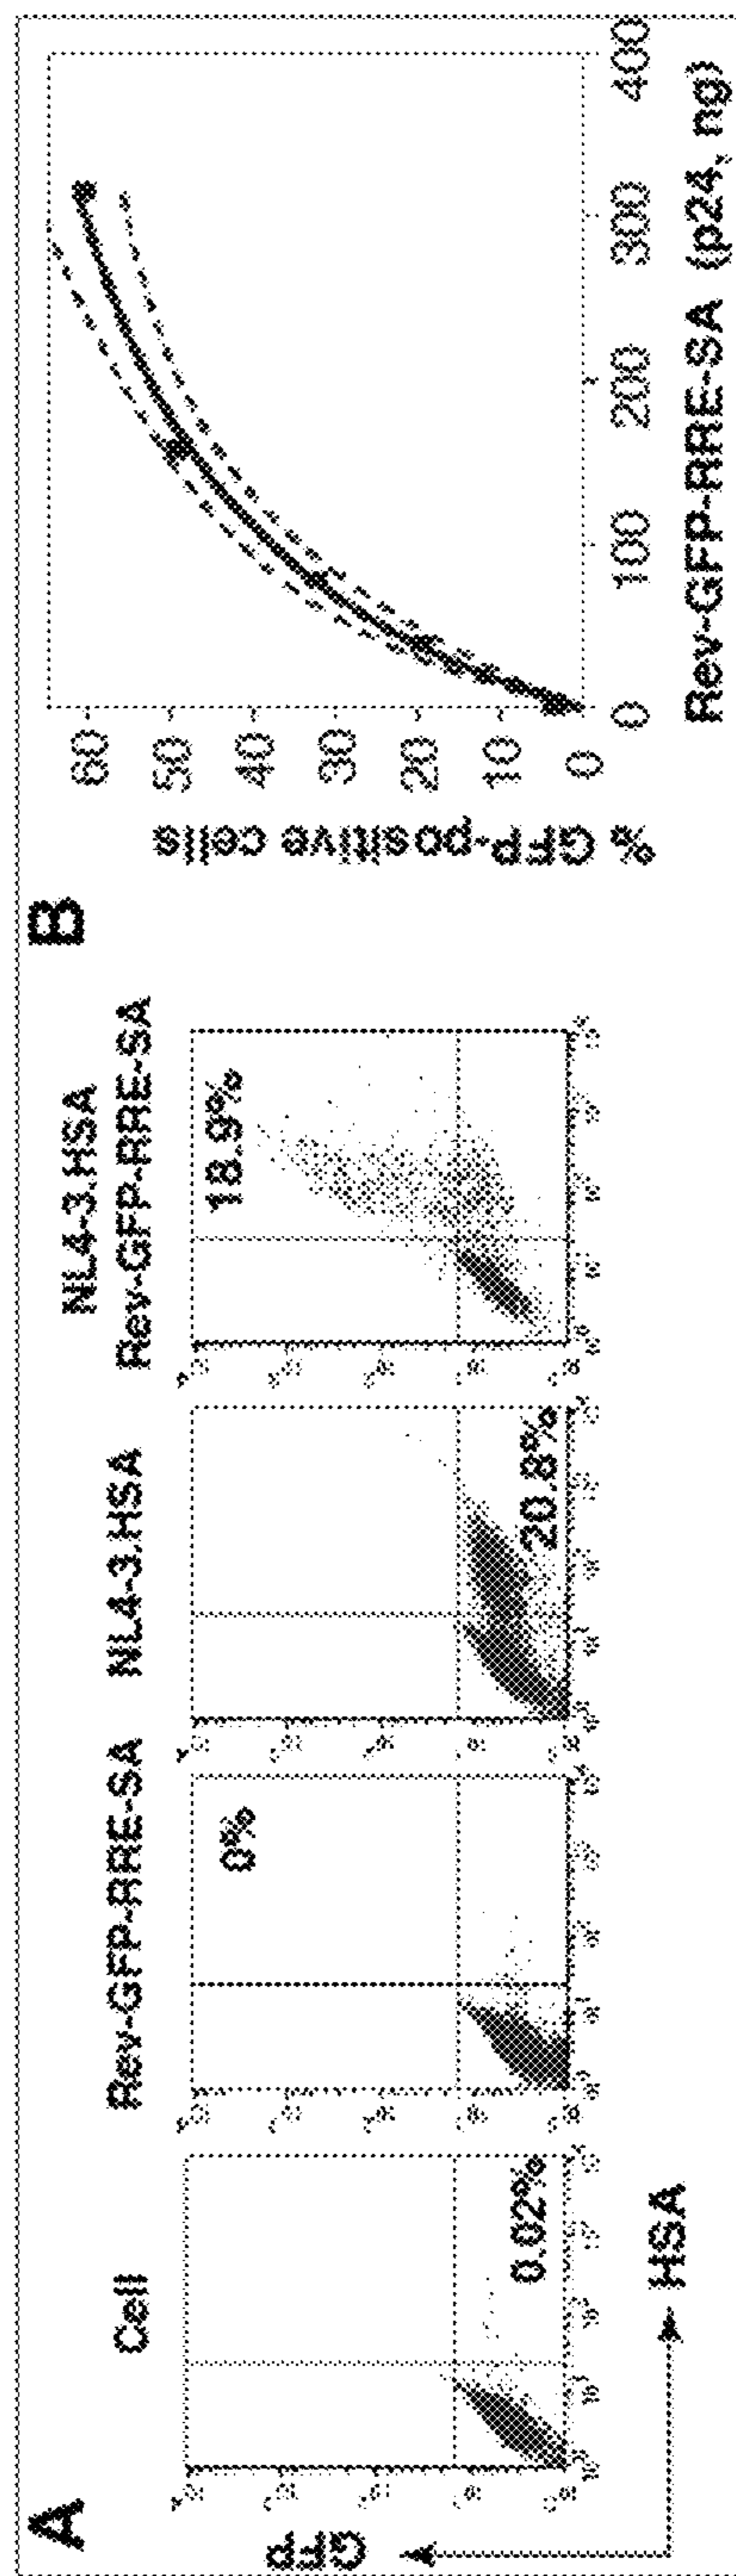 A
Cell
Rev-GFP-RRE-SA
NL4-3.HSA
NL4-3.HSA
Rev-GFP-RRE-SA
0.02%
0%
20.8%
18.9%
GFP
HSA
B
% GFP-positive cells
60
50
40
30
20
10
0
0 100 200 300 400
Rev-GFP-RRE-SA (p24, ng)